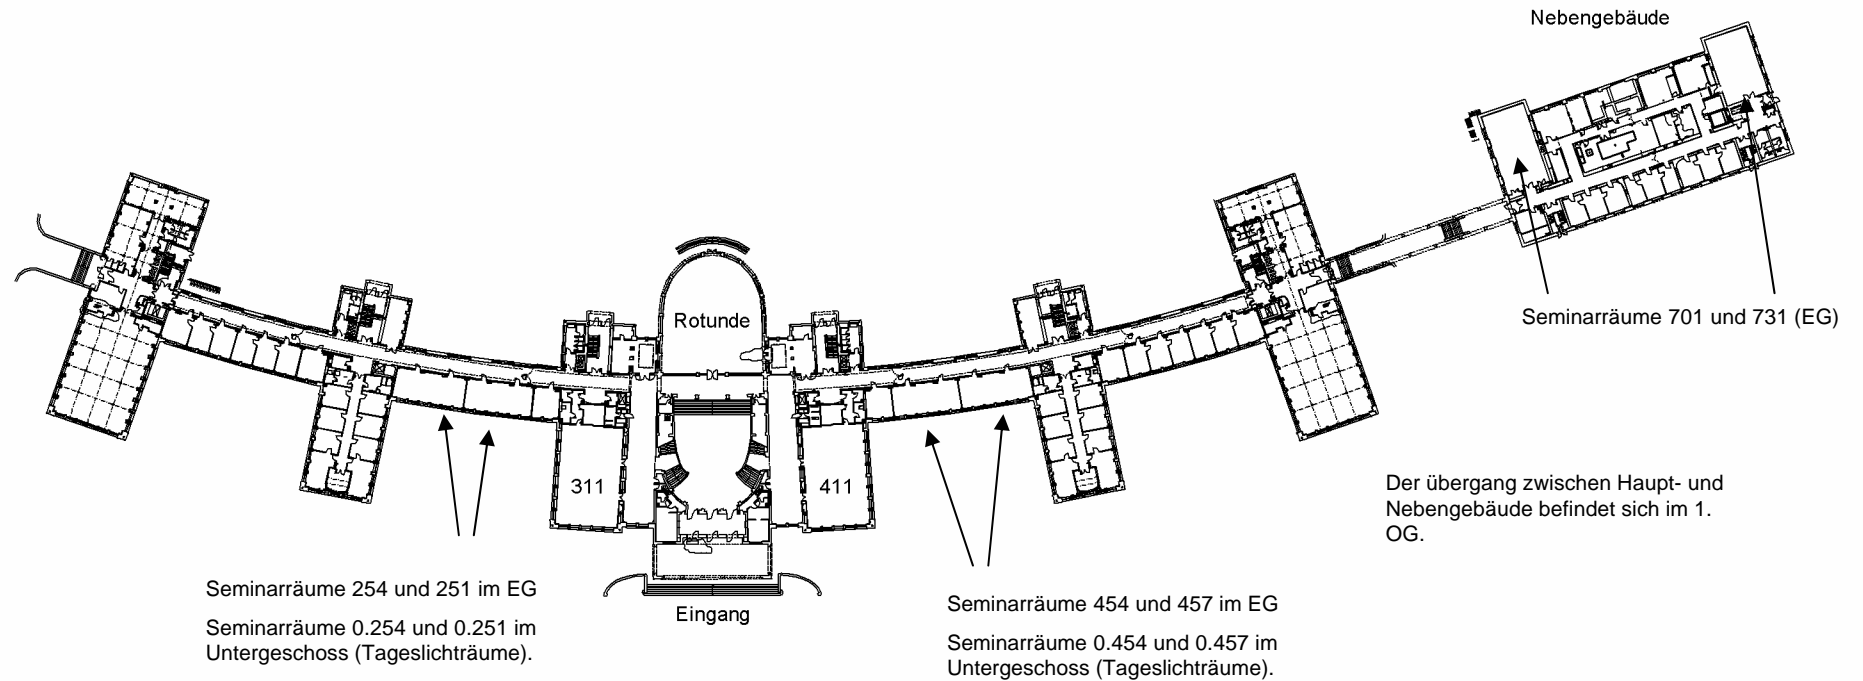 Nebengebäude
Rotunde
Seminarräume 701 und 731 (EG)
311
411
Der übergang zwischen Haupt- und
Nebengebäude befindet sich im 1.
OG.
Seminarräume 254 und 251 im EG
Seminarräume 0.254 und 0.251 im
Untergeschoss (Tageslichträume).
Eingang
Seminarräume 454 und 457 im EG
Seminarräume 0.454 und 0.457 im
Untergeschoss (Tageslichträume).